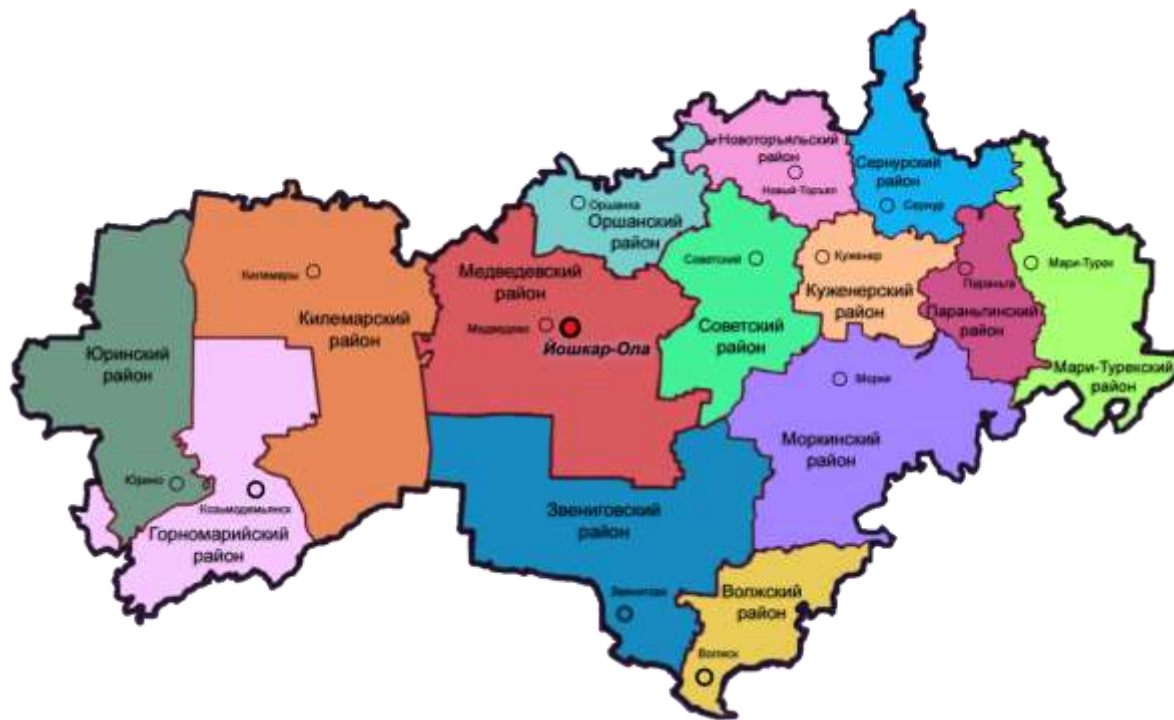 Новоторъяльский
район
Новый-Торъял
Сернурский
район
Сернур
Оршанка
Оршанский
район
Советский
Куженер
Мари-Турек
Параньга
Килемары
Медведевский
район
Куженерский
район
Параньгинский
район
Килемарский
район
Медведево
Йошкар-Ола
Советский
район
Юринский
район
Мари-Турекский
район
Морки
Моркинский
район
Юрино
Козьмодемьянск
Горномарийский
район
Звениговский
район
Звенигово
Волжский
район
Волжск